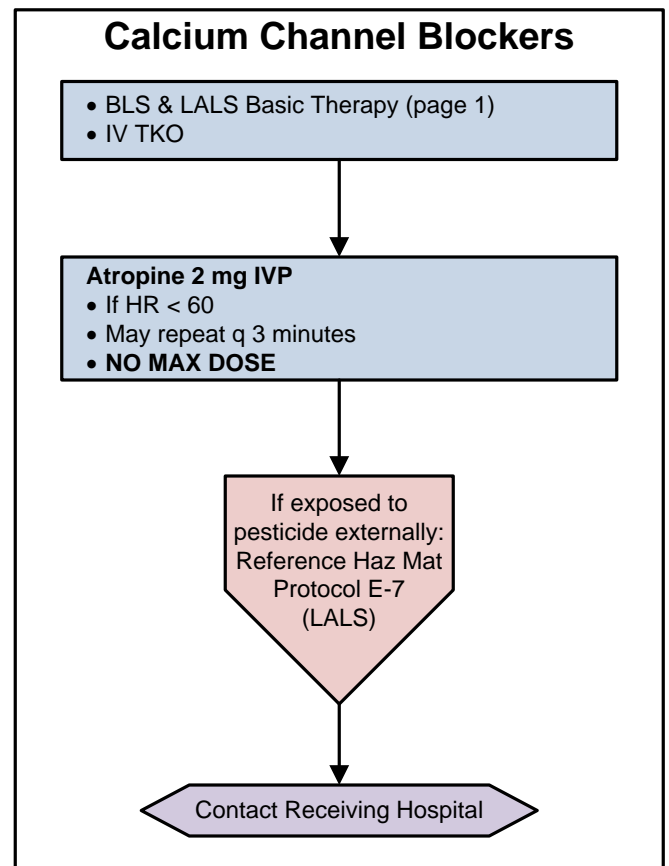 Calcium Channel Blockers
• BLS & LALS Basic Therapy (page 1)
• IV TKO
Atropine 2 mg IVP
• If HR < 60
• May repeat q 3 minutes
• NO MAX DOSE
If exposed to
pesticide externally:
Reference Haz Mat
Protocol E-7
(LALS)
Contact Receiving Hospital